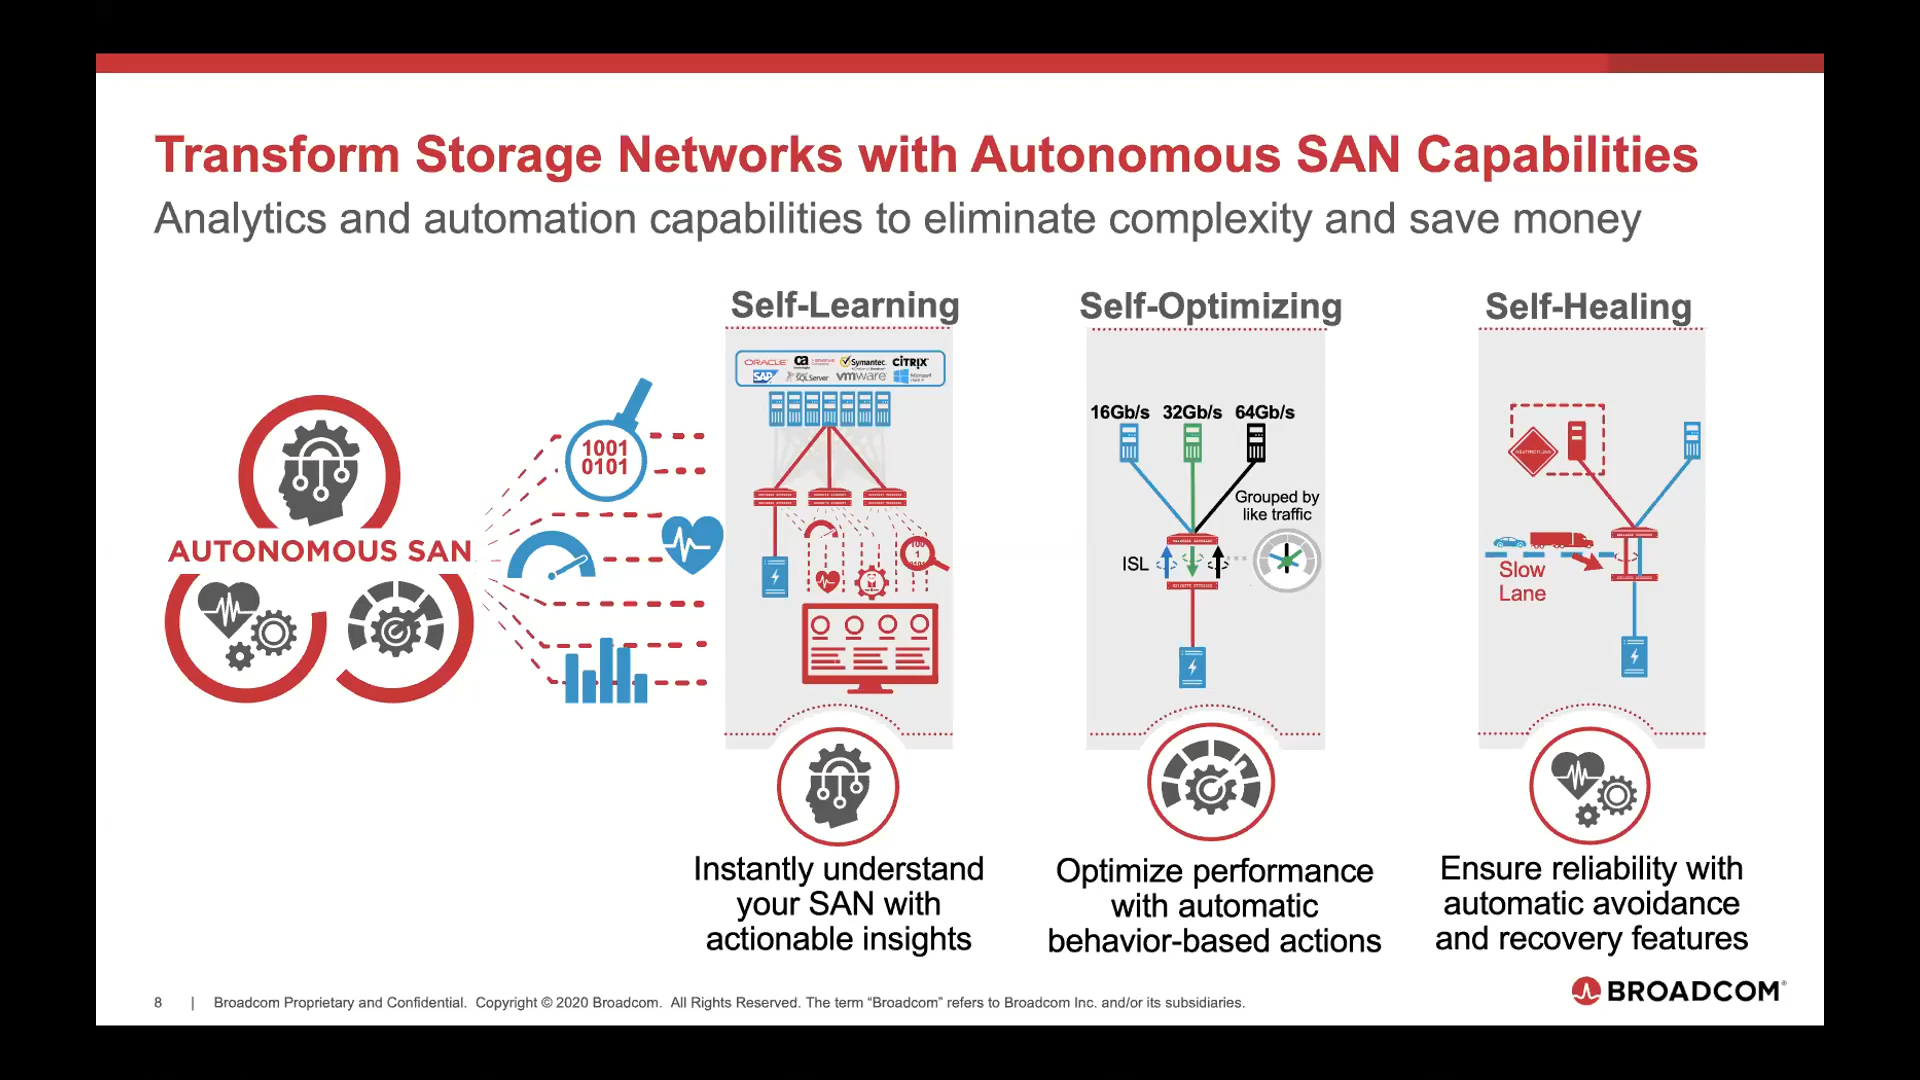 Transform Storage Networks with Autonomous SAN Capabilities
Analytics and automation capabilities to eliminate complexity and save money
Self-Learning
Self-Optimizing
Self-Healing
ORACLE ca Symantec. CITRIX
SAP SQL Server vmware Microsoft
16Gb/s 32Gb/s 64Gb/s
1001
0101
Grouped by
like traffic
AUTONOMOUS SAN
ISL
Slow
Lane
Instantly understand
your SAN with
actionable insights
Optimize performance
with automatic
behavior-based actions
Ensure reliability with
automatic avoidance
and recovery features
8 | Broadcom Proprietary and Confidential. Copyright © 2020 Broadcom. All Rights Reserved. The term “Broadcom” refers to Broadcom Inc. and/or its subsidiaries.
BROADCOM®